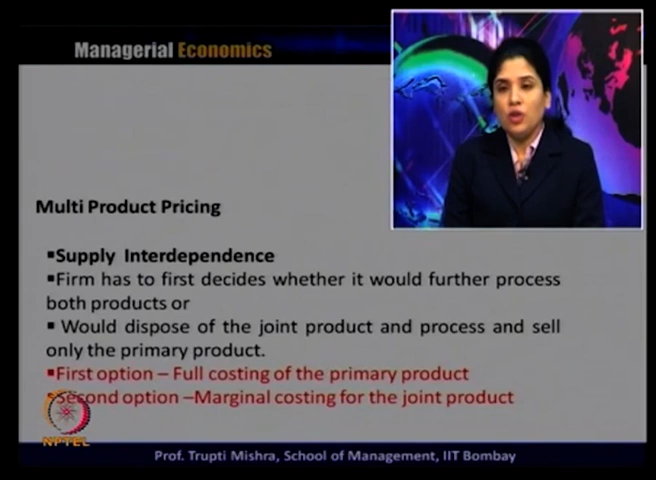 Managerial Economics
Multi Product Pricing
▪Supply Interdependence
▪Firm has to first decides whether it would further process
both products or
▪ Would dispose of the joint product and process and sell
only the primary product.
▪First option – Full costing of the primary product
▪Second option –Marginal costing for the joint product
NPTEL
Prof. Trupti Mishra, School of Management, IIT Bombay